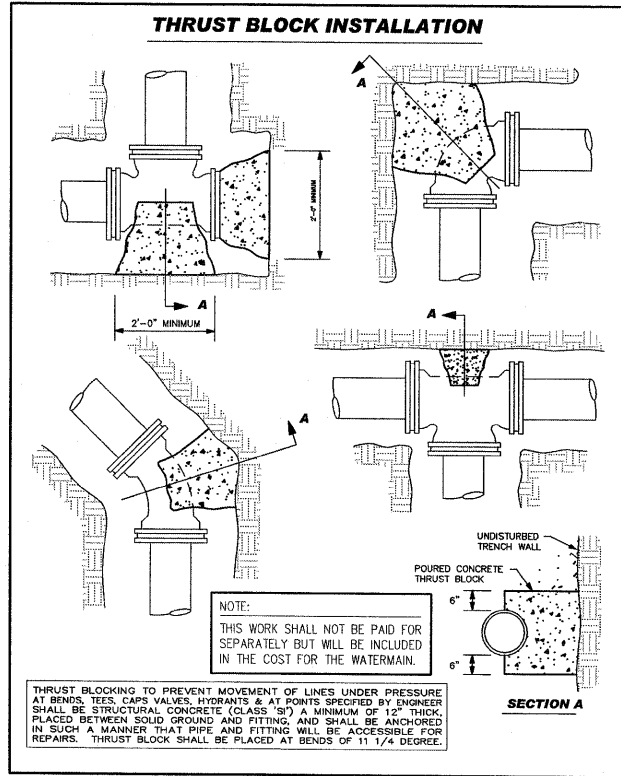 THRUST BLOCK INSTALLATION
A
2'-0" MINIMUM
A
2'-0" MINIMUM
A
A
UNDISTURBED
TRENCH WALL
POURED CONCRETE
THRUST BLOCK
6"
6"
SECTION A
NOTE:
THIS WORK SHALL NOT BE PAID FOR
SEPARATELY BUT WILL BE INCLUDED
IN THE COST FOR THE WATERMAIN.
THRUST BLOCKING TO PREVENT MOVEMENT OF LINES UNDER PRESSURE
AT BENDS, TEES, CAPS VALVES, HYDRANTS & AT POINTS SPECIFIED BY ENGINEER
SHALL BE STRUCTURAL CONCRETE (CLASS 'SI') A MINIMUM OF 12" THICK,
PLACED BETWEEN SOLID GROUND AND FITTING, AND SHALL BE ANCHORED
IN SUCH A MANNER THAT PIPE AND FITTING WILL BE ACCESSIBLE FOR
REPAIRS. THRUST BLOCK SHALL BE PLACED AT BENDS OF 11 1/4 DEGREE.